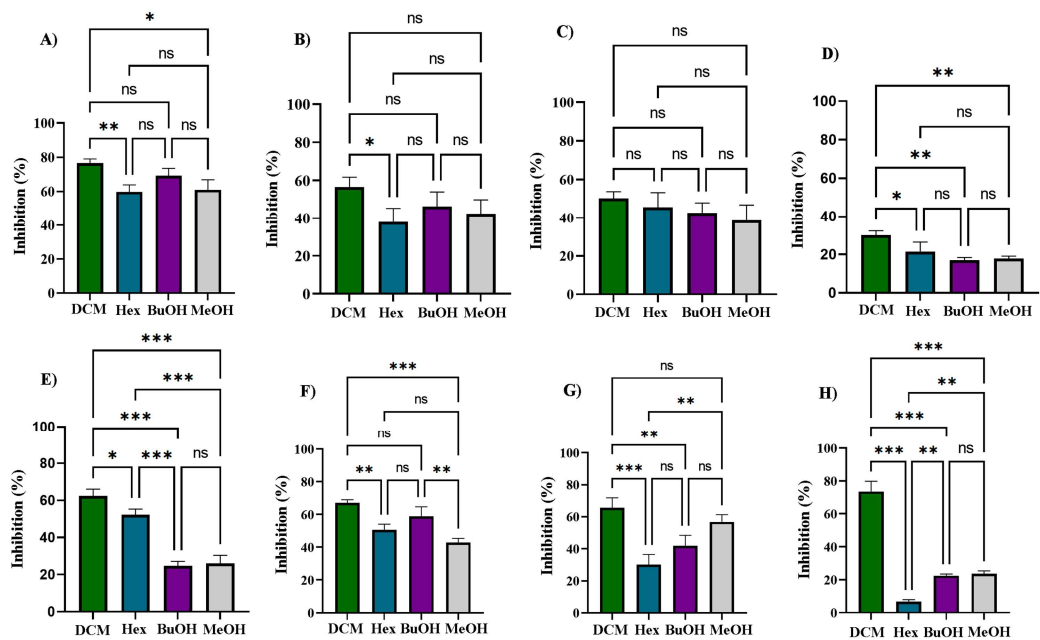 A)
*
ns
ns
** ns ns
Inhibition (%)
100
80
60
40
20
0
DCM Hex BuOH MeOH
B)
ns
ns
ns
* ns ns
Inhibition (%)
100
80
60
40
20
0
DCM Hex BuOH MeOH
C)
ns
ns
ns
ns ns ns
Inhibition (%)
100
80
60
40
20
0
DCM Hex BuOH MeOH
D)
**
ns
**
* ns ns
Inhibition (%)
100
80
60
40
20
0
DCM Hex BuOH MeOH
E)
***
***
***
* *** ns
Inhibition (%)
100
80
60
40
20
0
DCM Hex BuOH MeOH
F)
***
ns
ns
** ns **
Inhibition (%)
100
80
60
40
20
0
DCM Hex BuOH MeOH
G)
ns
**
**
*** ns ns
Inhibition (%)
100
80
60
40
20
0
DCM Hex BuOH MeOH
H)
***
**
***
*** ** ns
Inhibition (%)
100
80
60
40
20
0
DCM Hex BuOH MeOH